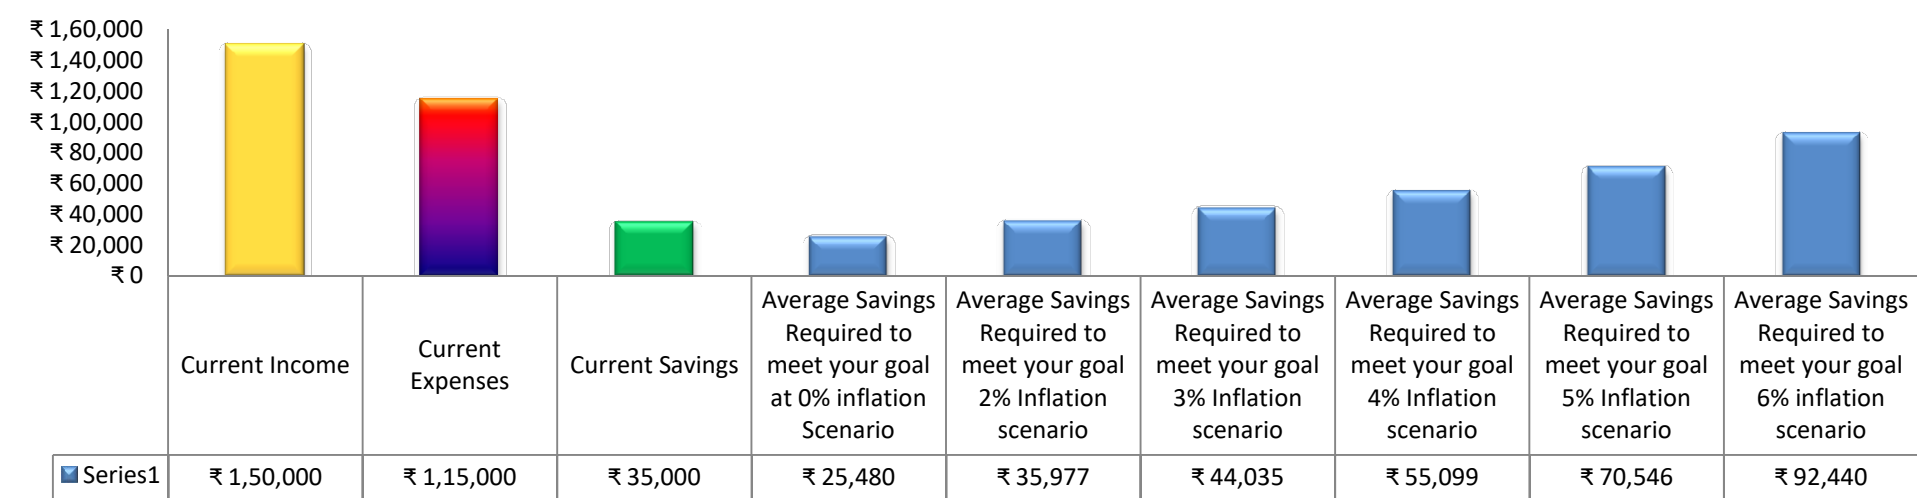 ₹ 1,60,000
₹ 1,40,000
₹ 1,20,000
₹ 1,00,000
₹ 80,000
₹ 60,000
₹ 40,000
₹ 20,000
₹ 0
Current Income
Current
Expenses
Current Savings
Average Savings
Required to
meet your goal
at 0% inflation
Scenario
Average Savings
Required to
meet your goal
2% Inflation
scenario
Average Savings
Required to
meet your goal
3% Inflation
scenario
Average Savings
Required to
meet your goal
4% Inflation
scenario
Average Savings
Required to
meet your goal
5% Inflation
scenario
Average Savings
Required to
meet your goal
6% inflation
scenario
Series1 ₹ 1,50,000 ₹ 1,15,000 ₹ 35,000 ₹ 25,480 ₹ 35,977 ₹ 44,035 ₹ 55,099 ₹ 70,546 ₹ 92,440